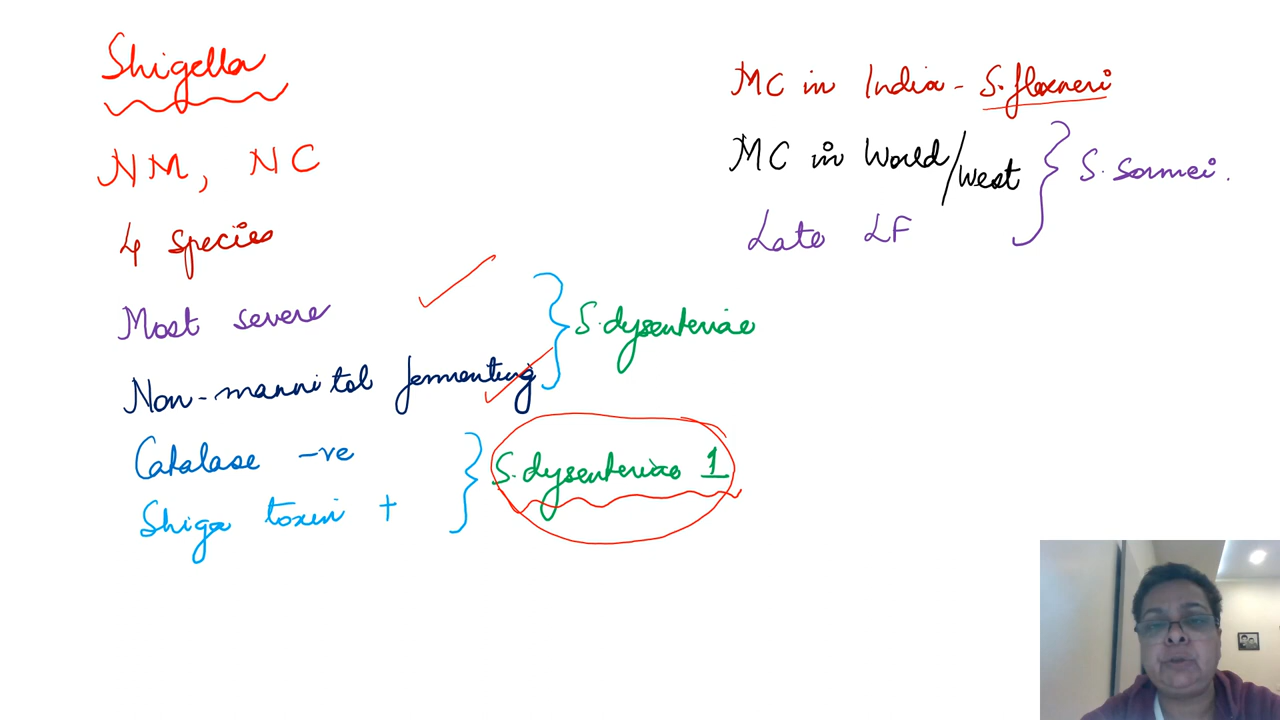 Shigella
NM, NC
4 species
Most severe
Non-mannitol fermenting
S. dysenteriae
Catalase -ve
Shiga toxin +
S. dysenteriae 1
MC in India - S. flexneri
MC in World/West
Late LF
S. sonnei.